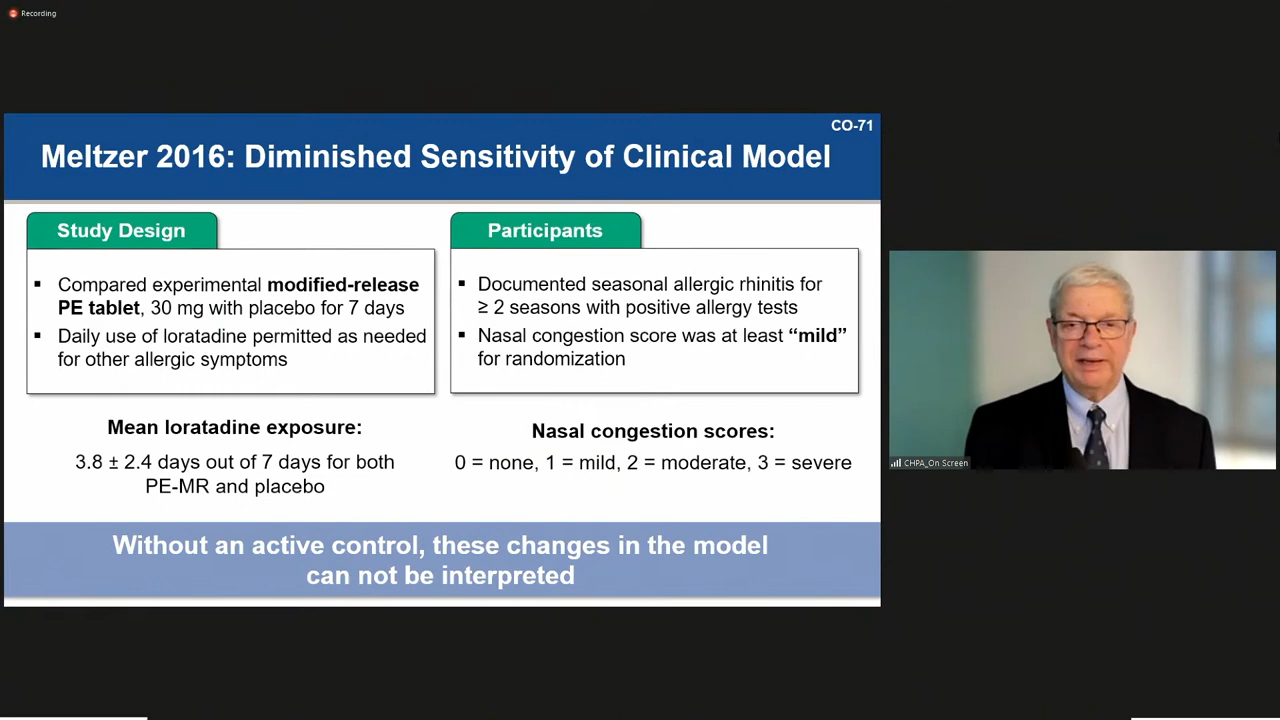 Recording
CO-71
Meltzer 2016: Diminished Sensitivity of Clinical Model
Study Design
▪ Compared experimental modified-release
PE tablet, 30 mg with placebo for 7 days
▪ Daily use of loratadine permitted as needed
for other allergic symptoms
Mean loratadine exposure:
3.8 ± 2.4 days out of 7 days for both
PE-MR and placebo
Participants
▪ Documented seasonal allergic rhinitis for
≥ 2 seasons with positive allergy tests
▪ Nasal congestion score was at least “mild”
for randomization
Nasal congestion scores:
0 = none, 1 = mild, 2 = moderate, 3 = severe
Without an active control, these changes in the model
can not be interpreted
CHPA_On Screen